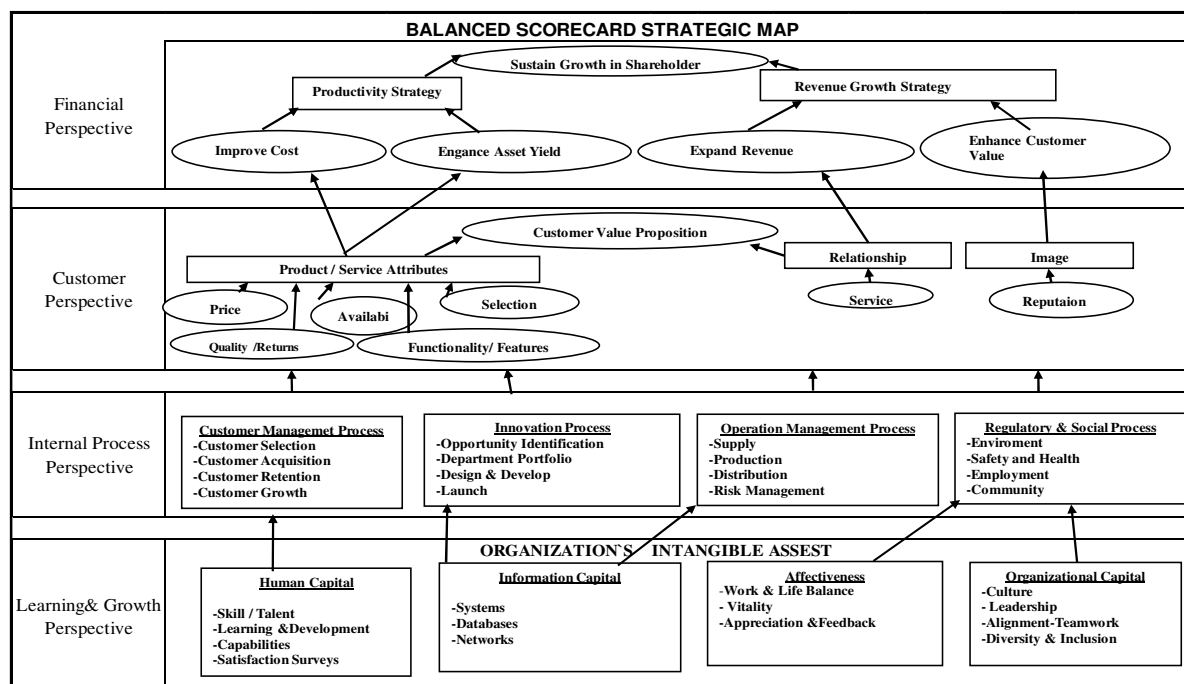 BALANCED SCORECARD STRATEGIC MAP
Financial
Perspective
Sustain Growth in Shareholder
Productivity Strategy
Revenue Growth Strategy
Improve Cost
Engance Asset Yield
Expand Revenue
Enhance Customer
Value
Customer
Perspective
Customer Value Proposition
Product / Service Attributes
Relationship
Image
Price
Availabi
Selection
Service
Reputaion
Quality /Returns
Functionality/ Features
Internal Process
Perspective
Customer Managemet Process
-Customer Selection
-Customer Acquisition
-Customer Retention
-Customer Growth
Innovation Process
-Opportunity Identification
-Department Portfolio
-Design & Develop
-Launch
Operation Management Process
-Supply
-Production
-Distribution
-Risk Management
Regulatory & Social Process
-Enviroment
-Safety and Health
-Employment
-Community
Learning& Growth
Perspective
ORGANIZATION`S INTANGIBLE ASSEST
Human Capital
-Skill / Talent
-Learning &Development
-Capabilities
-Satisfaction Surveys
Information Capital
-Systems
-Databases
-Networks
Affectiveness
-Work & Life Balance
- Vitality
-Appreciation &Feedback
Organizational Capital
-Culture
- Leadership
-Alignment-Teamwork
-Diversity & Inclusion